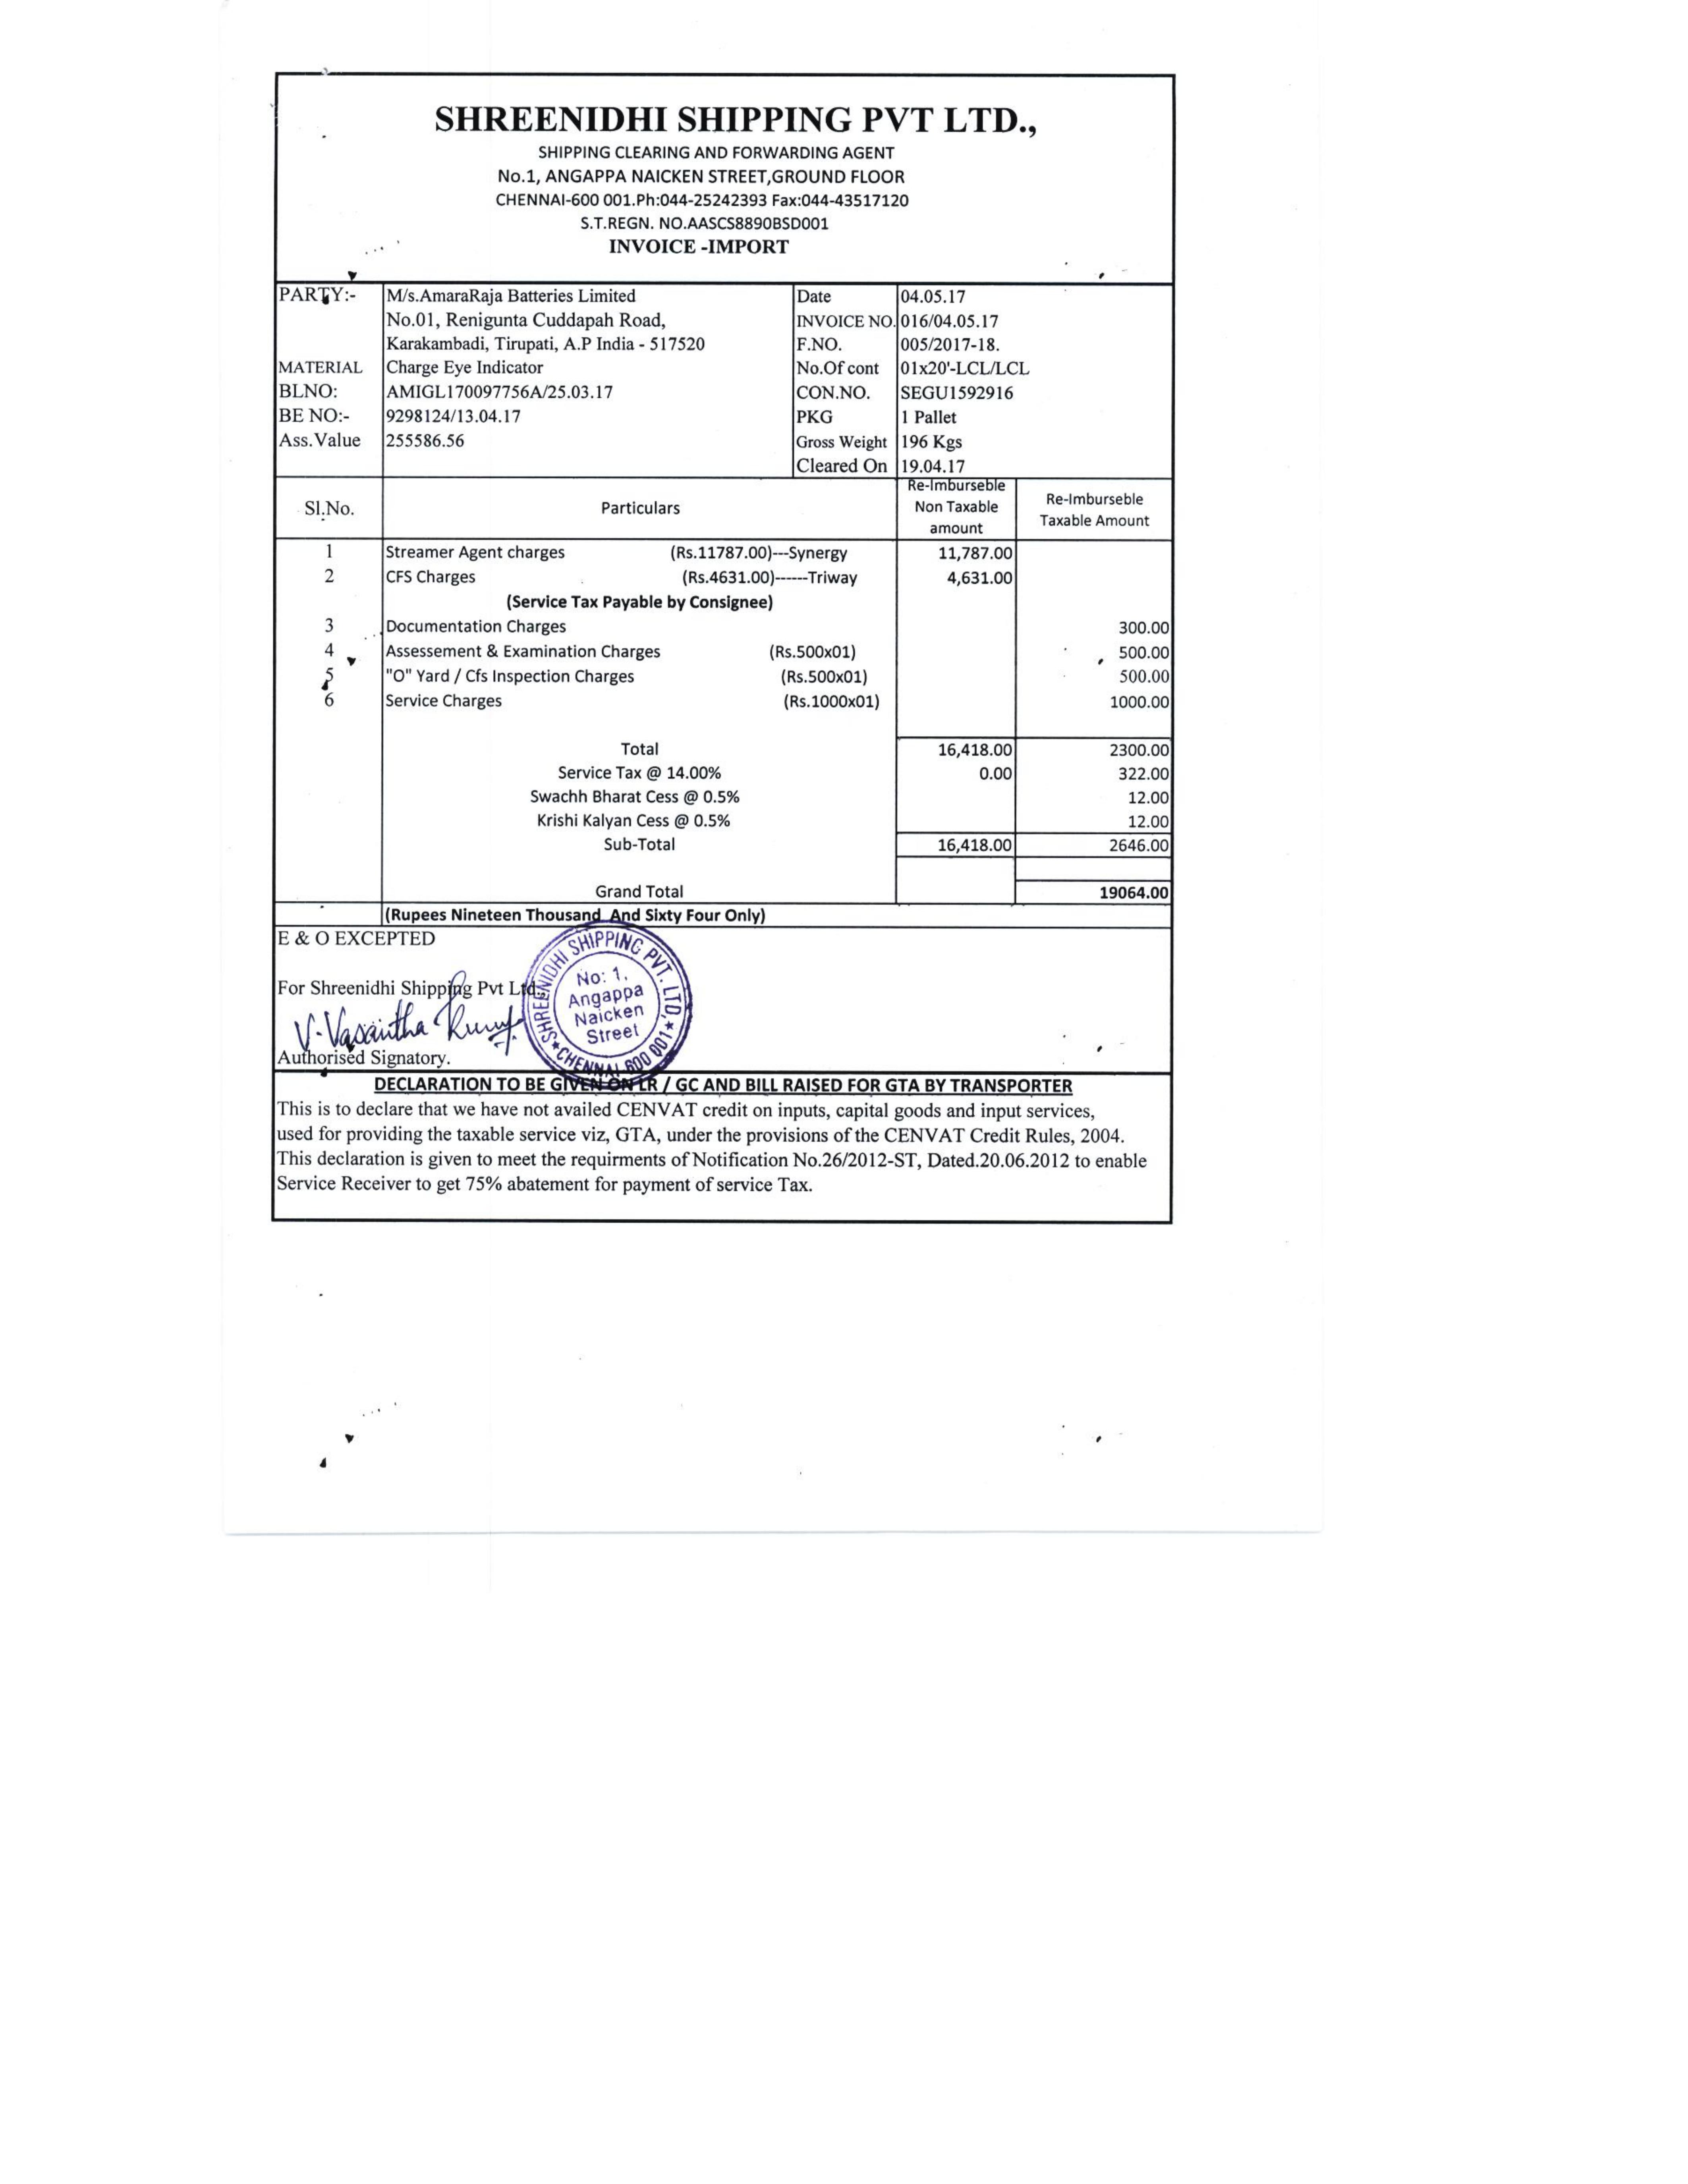 SHREENIDHI SHIPPING PVT LTD.,
SHIPPING CLEARING AND FORWARDING AGENT
No.1, ANGAPPA NAICKEN STREET,GROUND FLOOR
CHENNAI-600 001.Ph:044-25242393 Fax:044-43517120
S.T.REGN. NO.AASCS8890BSD001
INVOICE -IMPORT
PARTY:- M/s.AmaraRaja Batteries Limited Date 04.05.17
No.01, Renigunta Cuddapah Road, INVOICE NO. 016/04.05.17
Karakambadi, Tirupati, A.P India - 517520 F.NO. 005/2017-18.
MATERIAL Charge Eye Indicator No.Of cont 01x20'-LCL/LCL
BLNO: AMIGL170097756A/25.03.17 CON.NO. SEGU1592916
BE NO:- 9298124/13.04.17 PKG 1 Pallet
Ass.Value 255586.56 Gross Weight 196 Kgs
Cleared On 19.04.17
Sl.No. Particulars Re-Imburseble Non Taxable amount Re-Imburseble Taxable Amount
1 Streamer Agent charges (Rs.11787.00)---Synergy 11,787.00
2 CFS Charges (Rs.4631.00)------Triway 4,631.00
(Service Tax Payable by Consignee)
3 Documentation Charges 300.00
4 Assessement & Examination Charges (Rs.500x01) 500.00
5 "O" Yard / Cfs Inspection Charges (Rs.500x01) 500.00
6 Service Charges (Rs.1000x01) 1000.00
Total 16,418.00 2300.00
Service Tax @ 14.00% 0.00 322.00
Swachh Bharat Cess @ 0.5% 12.00
Krishi Kalyan Cess @ 0.5% 12.00
Sub-Total 16,418.00 2646.00
Grand Total 19064.00
(Rupees Nineteen Thousand And Sixty Four Only)
E & O EXCEPTED
For Shreenidhi Shipping Pvt Ltd.,
SHREENIDHI SHIPPING PVT. LTD. ★ CHENNAI-600 001 ★
No: 1,
Angappa
Naicken
Street
V. Vasantha
Authorised Signatory.
DECLARATION TO BE GIVEN ON LR / GC AND BILL RAISED FOR GTA BY TRANSPORTER
This is to declare that we have not availed CENVAT credit on inputs, capital goods and input services,
used for providing the taxable service viz, GTA, under the provisions of the CENVAT Credit Rules, 2004.
This declaration is given to meet the requirments of Notification No.26/2012-ST, Dated.20.06.2012 to enable
Service Receiver to get 75% abatement for payment of service Tax.